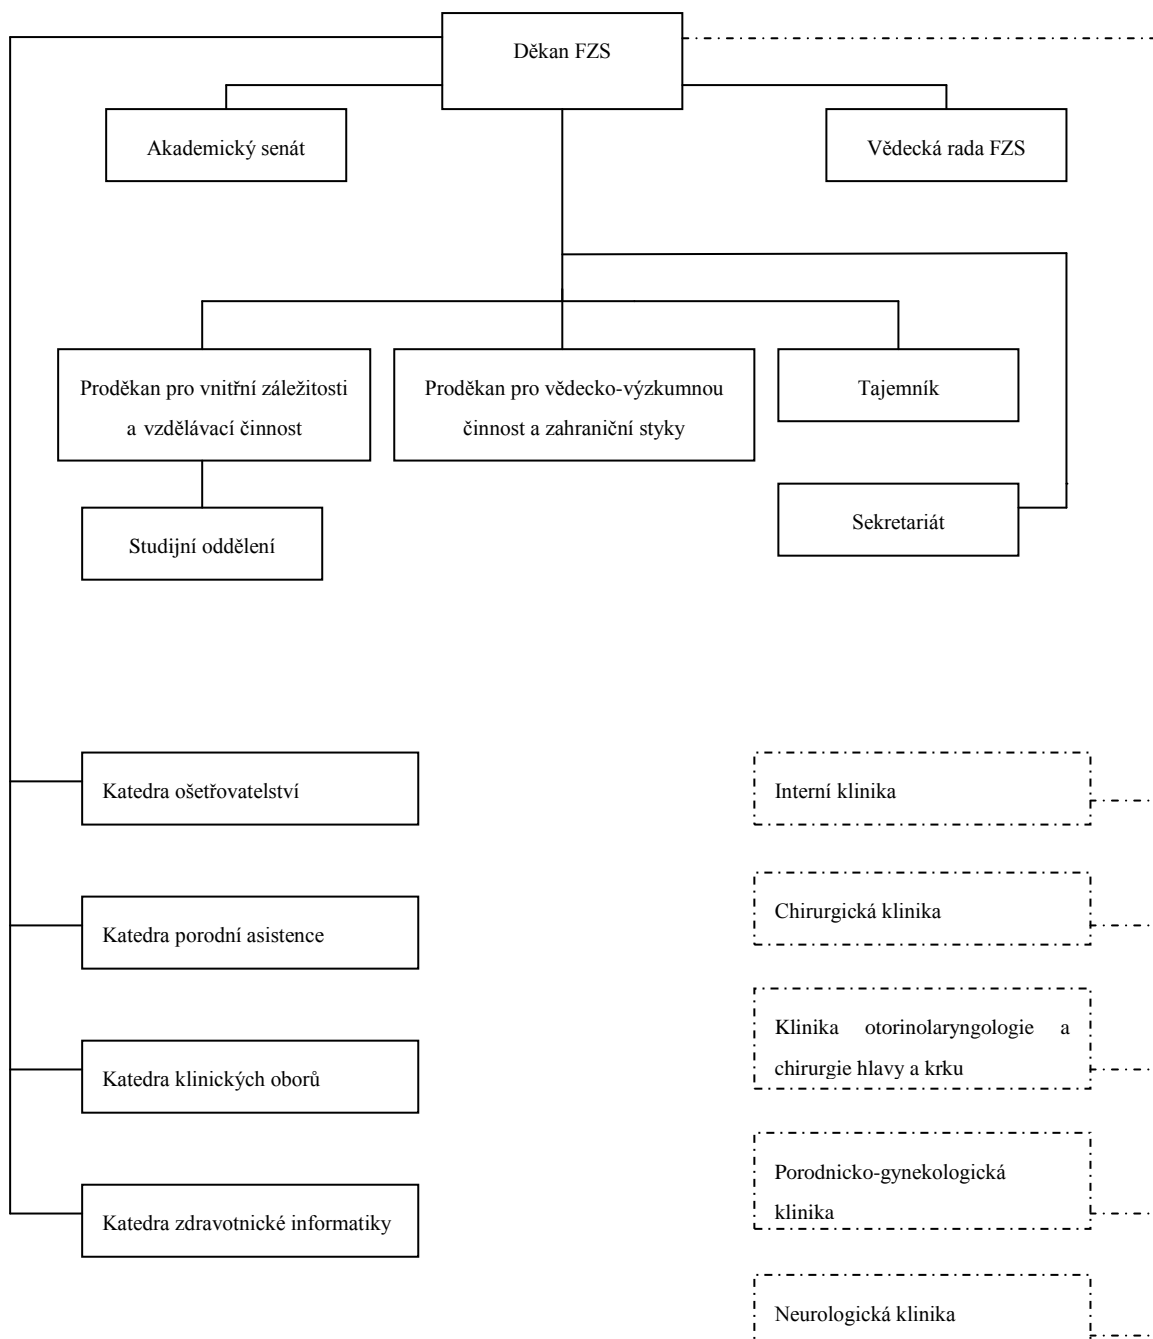 Děkan FZS
Akademický senát
Vědecká rada FZS
Proděkan pro vnitřní záležitosti
a vzdělávací činnost
Proděkan pro vědecko-výzkumnou
činnost a zahraniční styky
Tajemník
Sekretariát
Studijní oddělení
Katedra ošetřovatelství
Interní klinika
Katedra porodní asistence
Chirurgická klinika
Katedra klinických oborů
Klinika otorinolaryngologie a
chirurgie hlavy a krku
Katedra zdravotnické informatiky
Porodnicko-gynekologická
klinika
Neurologická klinika